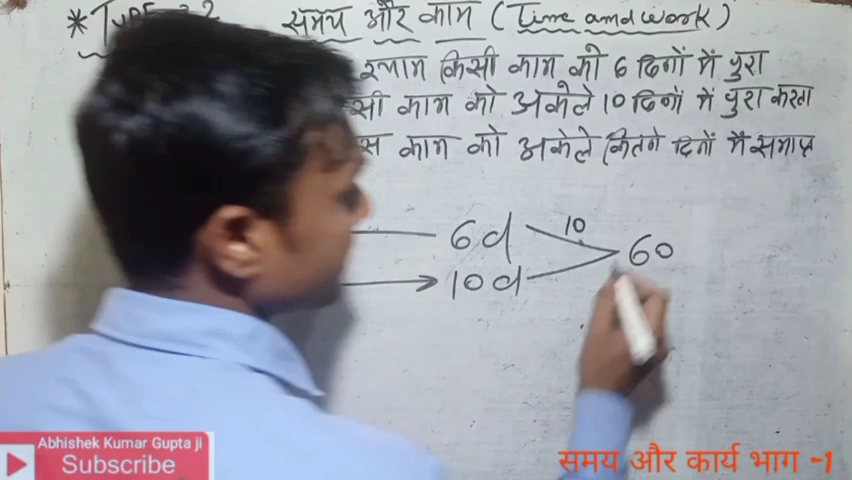 * TYPE समय और काम ( Time and work )
श्याम किसी काम को 6 दिनों में पुरा
सी काम को अकेले 10 दिनों में पुरा करता
स काम को अकेले कितने दिनों में समाप्त
6d 10 60
10d
Abhishek Kumar Gupta ji
Subscribe
समय और कार्य भाग -1